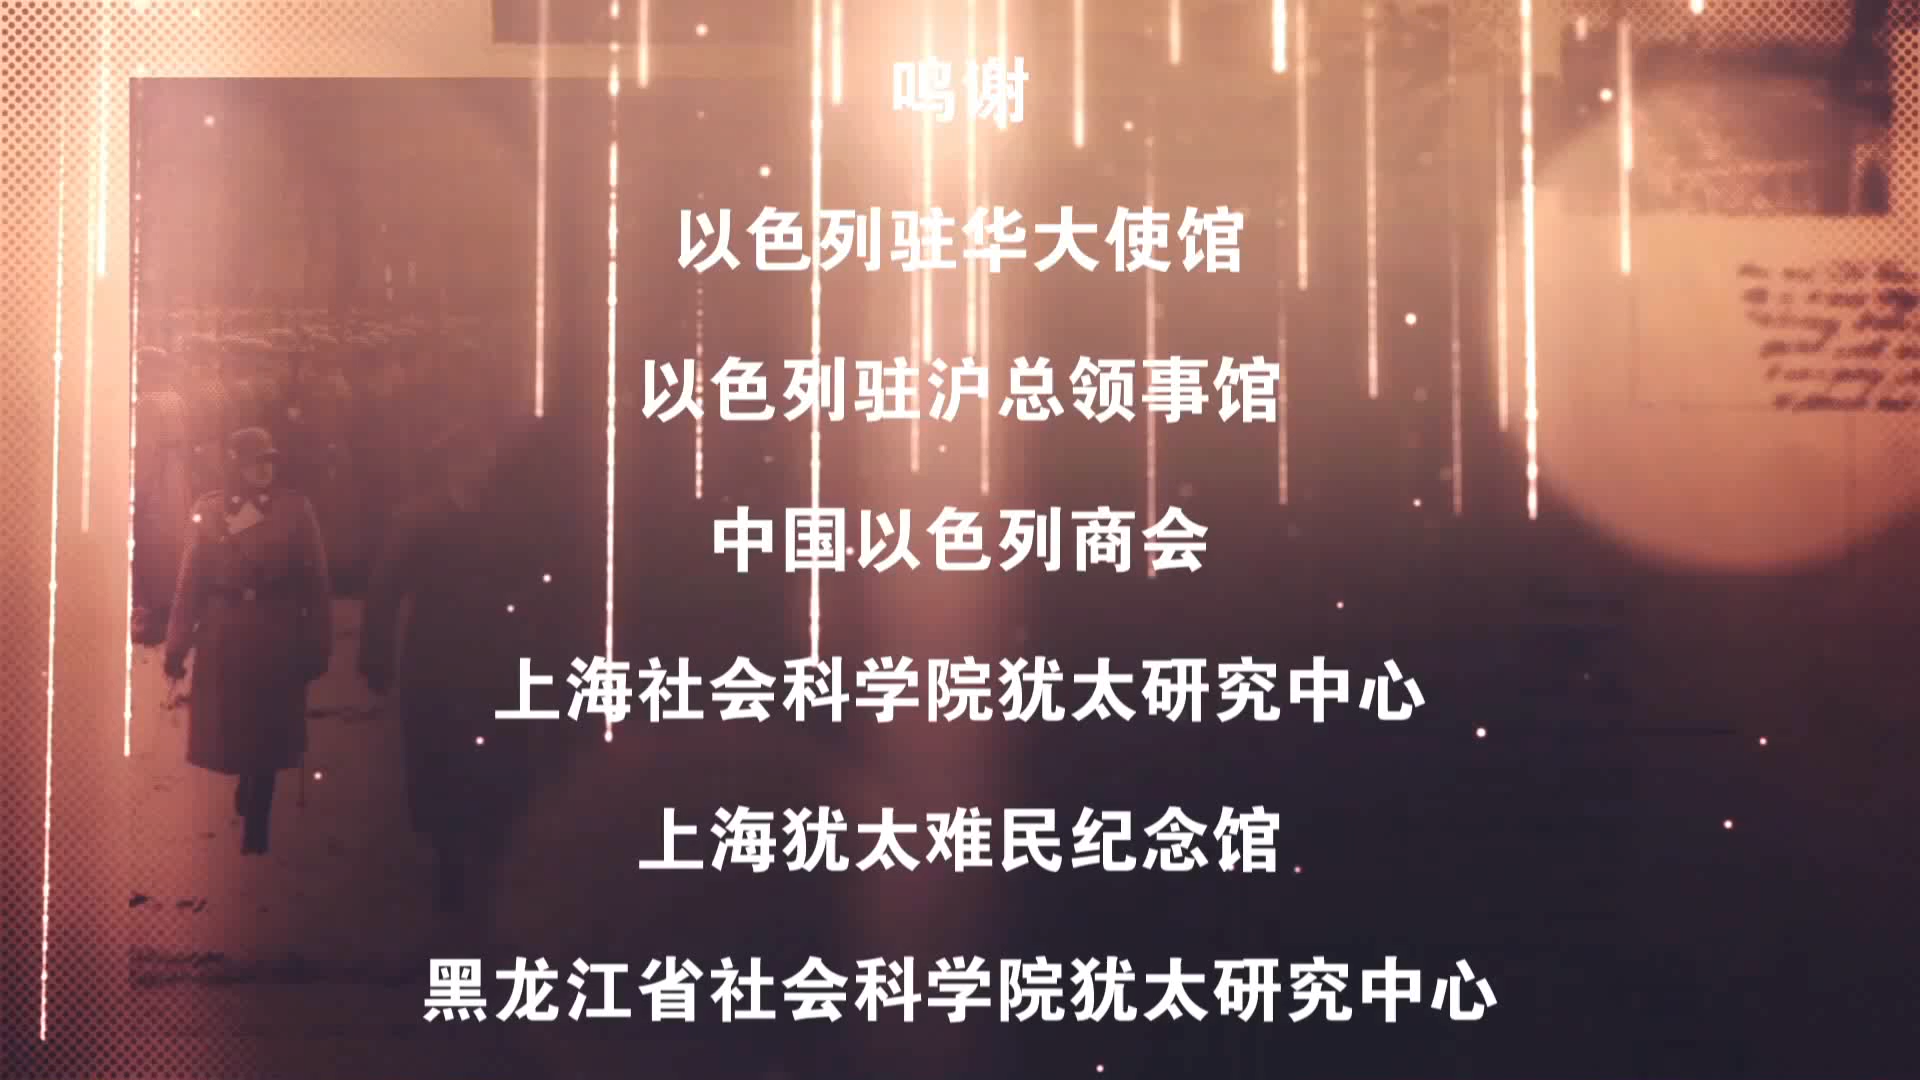 鸣谢
以色列驻华大使馆
以色列驻沪总领事馆
中国以色列商会
上海社会科学院犹太研究中心
上海犹太难民纪念馆
黑龙江省社会科学院犹太研究中心